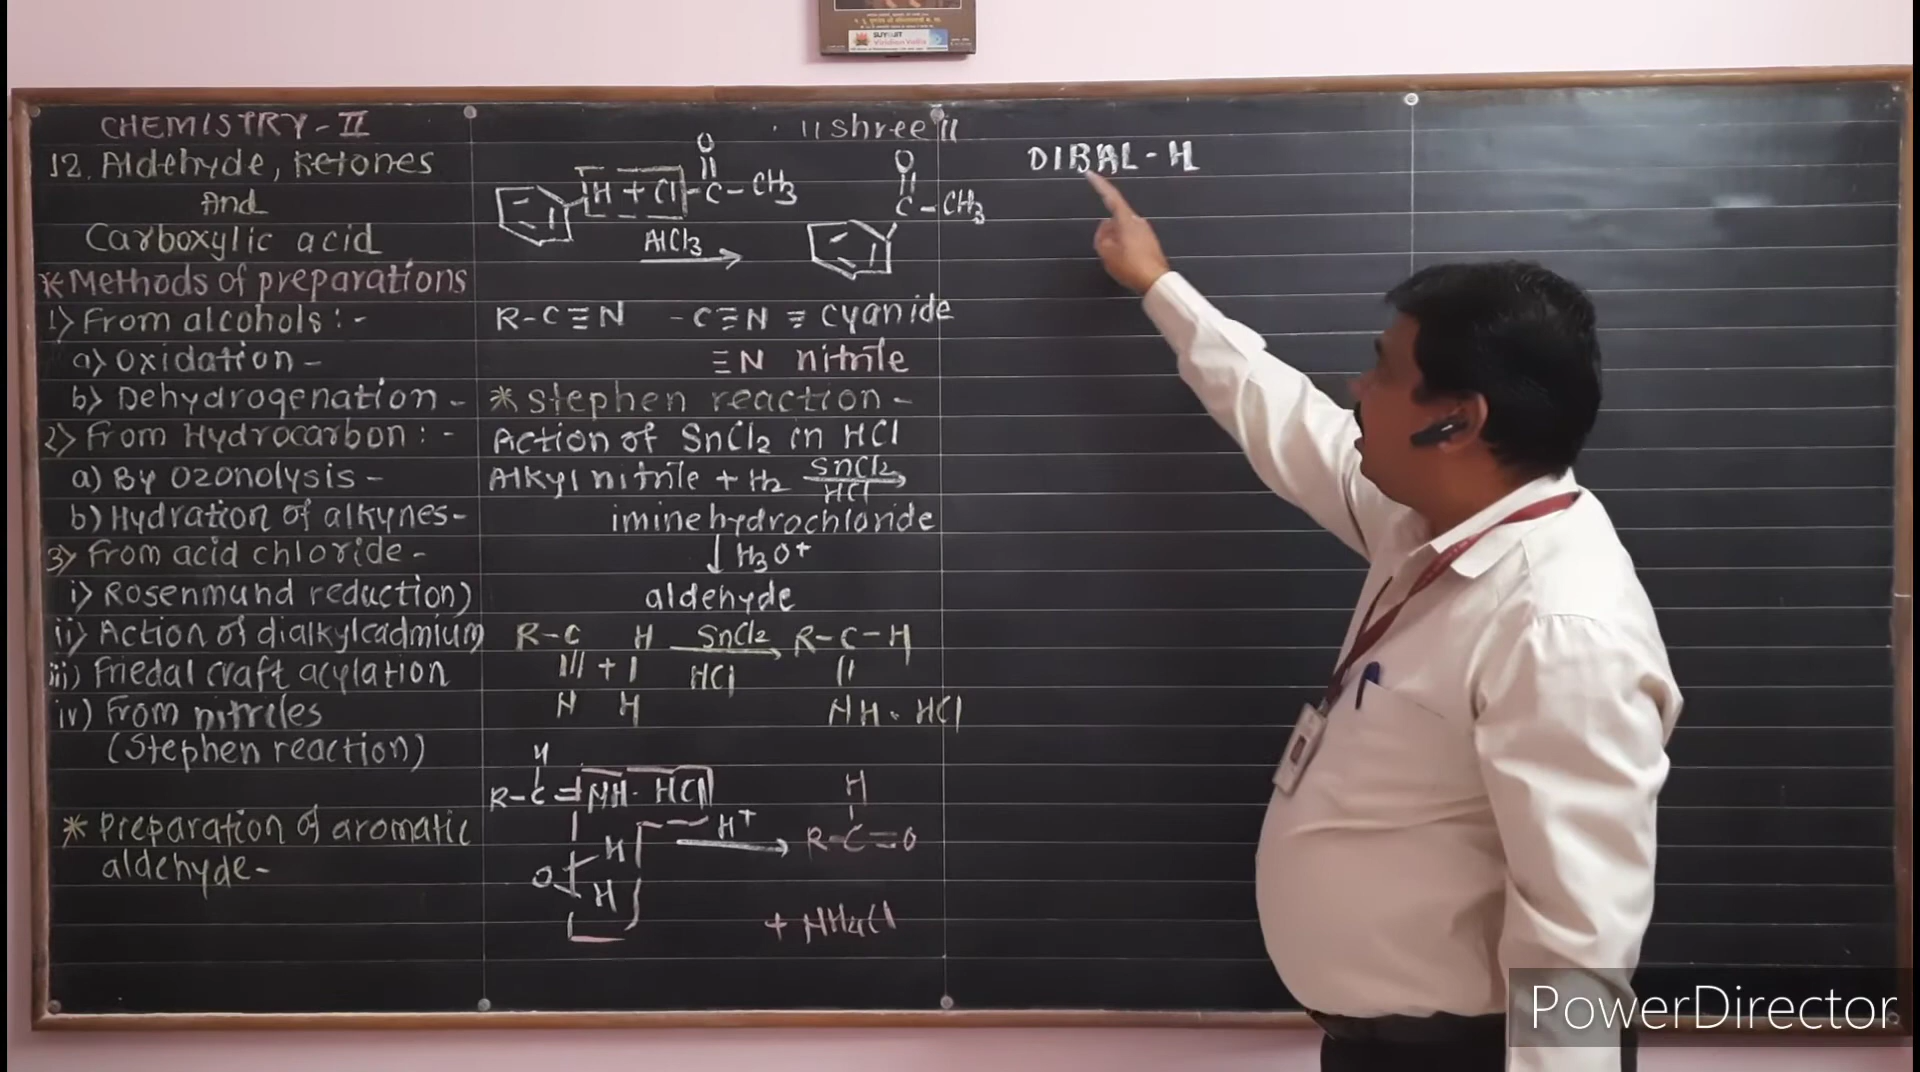 SUYOJIT
Viridian Valley
CHEMISTRY-II
12. Aldehyde, Ketones
And
Carboxylic acid
*Methods of preparations
1) From alcohols:-
a) Oxidation -
b) Dehydrogenation -
2) From Hydrocarbon:-
a) By Ozonolysis -
b) Hydration of alkynes-
3) From acid chloride -
i) Rosenmund reduction)
ii) Action of dialkylcadmium
iii) Friedal craft acylation
iv) From nitriles
(Stephen reaction)
* Preparation of aromatic
aldehyde-
|| Shree ||
O
||
H + Cl - C - CH3
AlCl3
O
||
C - CH3
R-C≡N -C≡N = cyanide
≡N nitrile
* Stephen reaction -
Action of SnCl2 in HCl
Alkyl nitrile + H2 SnCl2
HCl
imine hydrochloride
↓ H3O+
aldehyde
R-C H SnCl2 R-C-H
||| + | HCl ||
N H NH. HCl
H
R-C=NH. HCl
H
O H
H
H+
→
H
R-C=O
+ NH4Cl
DIBAL-H
PowerDirector